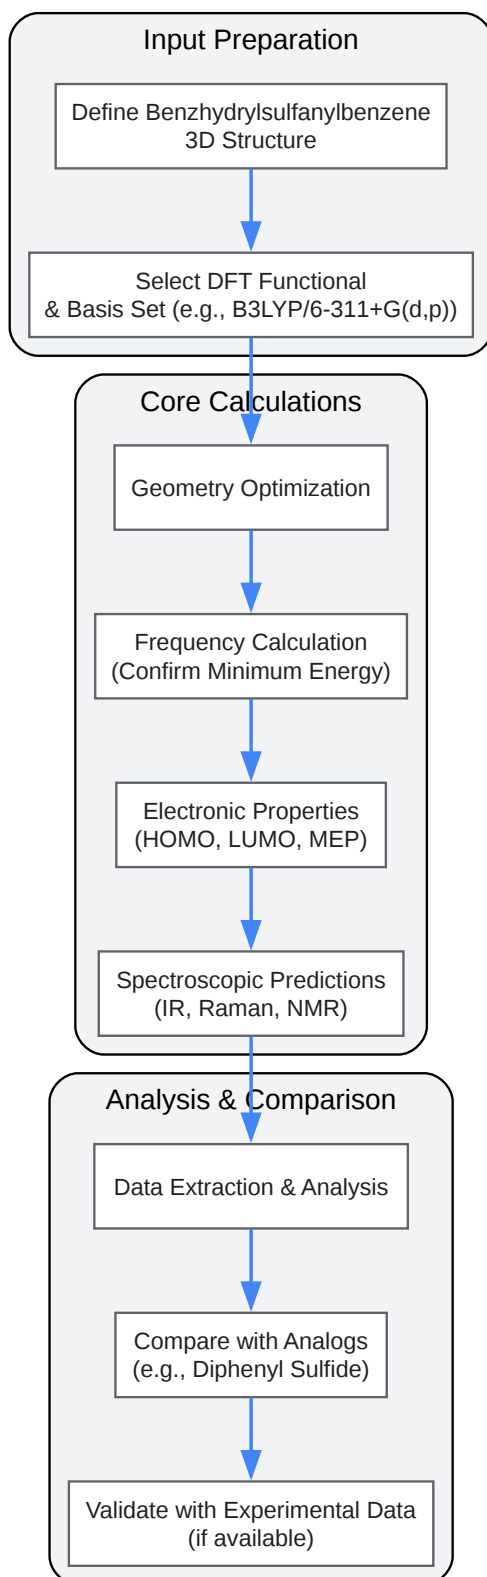 Input Preparation
Define Benzhydrylsulfanylbenzene
3D Structure
Select DFT Functional
& Basis Set (e.g., B3LYP/6-311+G(d,p))
Core Calculations
Geometry Optimization
Frequency Calculation
(Confirm Minimum Energy)
Electronic Properties
(HOMO, LUMO, MEP)
Spectroscopic Predictions
(IR, Raman, NMR)
Analysis & Comparison
Data Extraction & Analysis
Compare with Analogs
(e.g., Diphenyl Sulfide)
Validate with Experimental Data
(if available)